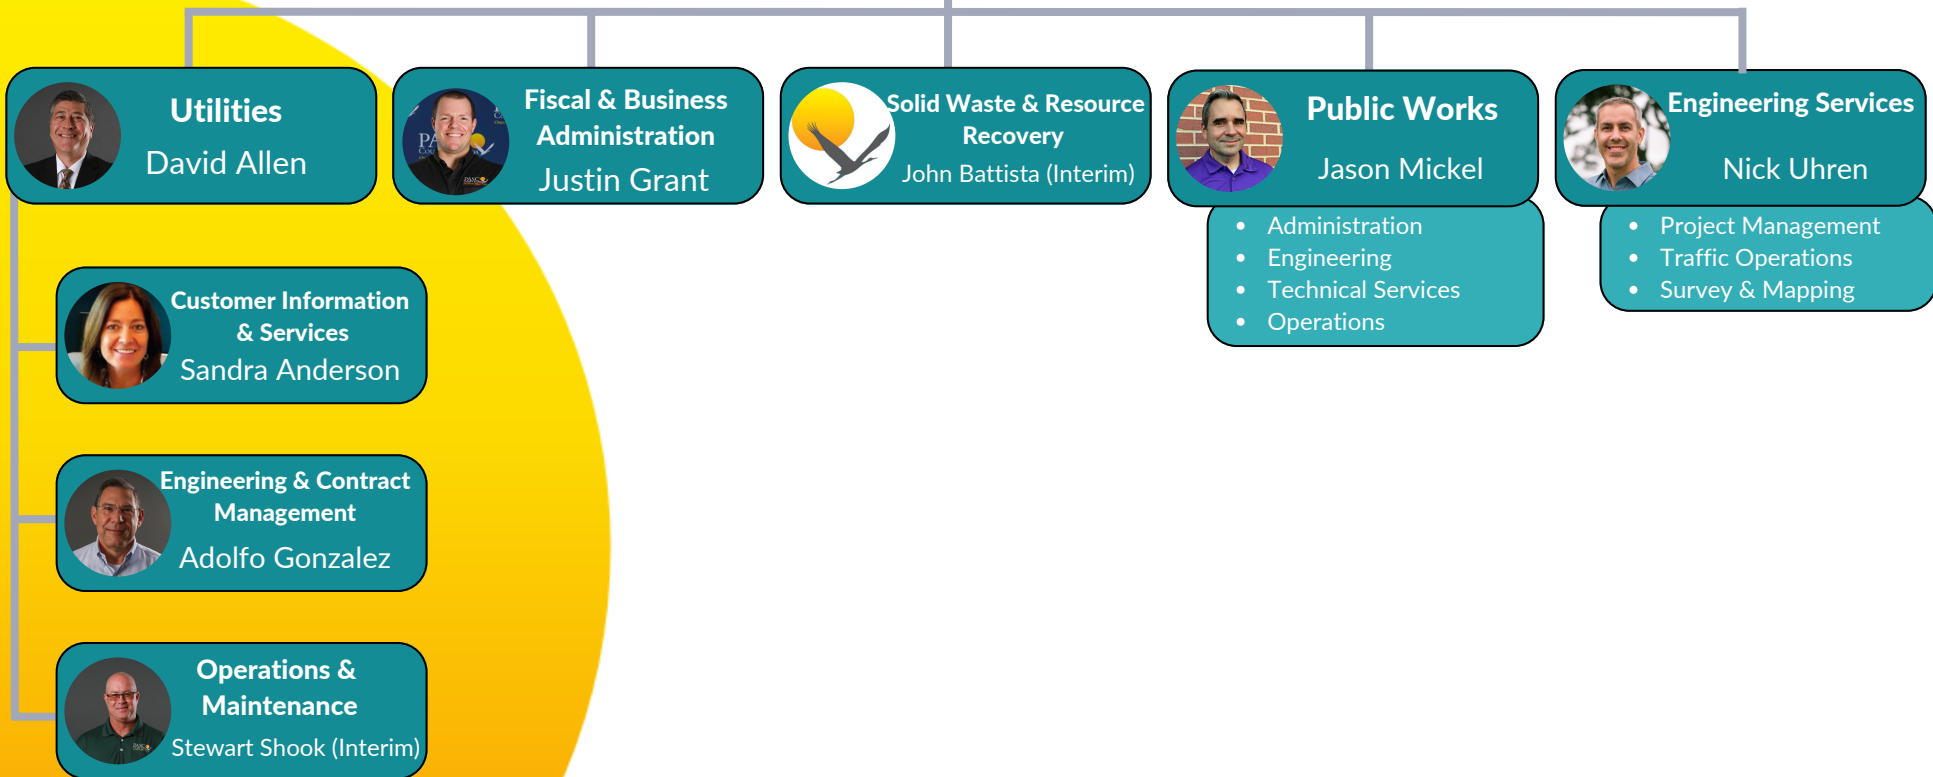 Utilities
David Allen
Fiscal & Business
Administration
Justin Grant
Solid Waste & Resource
Recovery
John Battista (Interim)
Public Works
Jason Mickel
• Administration
• Engineering
• Technical Services
• Operations
Engineering Services
Nick Uhren
• Project Management
• Traffic Operations
• Survey & Mapping
Customer Information
& Services
Sandra Anderson
Engineering & Contract
Management
Adolfo Gonzalez
Operations &
Maintenance
Stewart Shook (Interim)